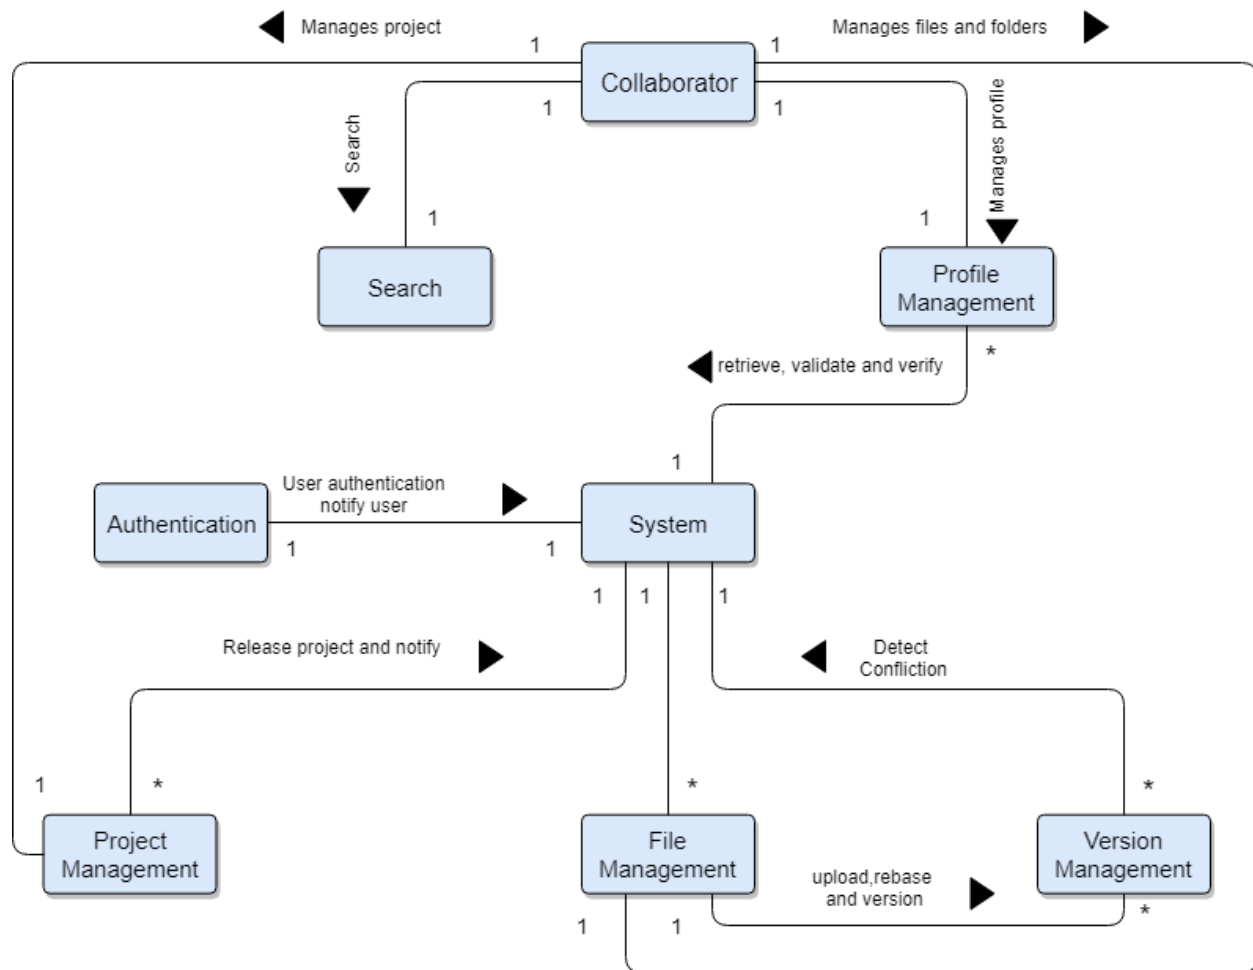 Manages project
Manages files and folders
1
1
Collaborator
1
1
Search
Manages profile
1
1
Search
Profile
Management
*
retrieve, validate and verify
1
User authentication
notify user
Authentication
System
1
1
1
1
1
Release project and notify
Detect
Confliction
1
*
*
*
Project
Management
File
Management
Version
Management
upload,rebase
and version
1
1
*